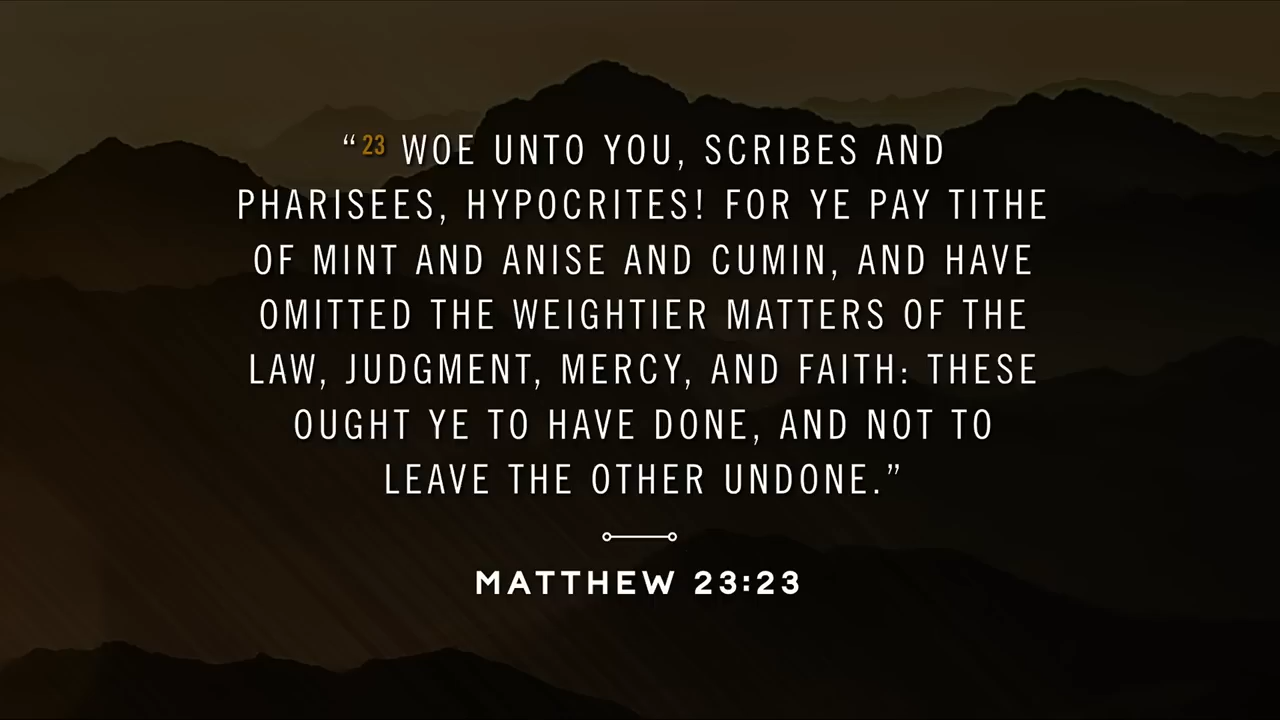 “23 WOE UNTO YOU, SCRIBES AND
PHARISEES, HYPOCRITES! FOR YE PAY TITHE
OF MINT AND ANISE AND CUMIN, AND HAVE
OMITTED THE WEIGHTIER MATTERS OF THE
LAW, JUDGMENT, MERCY, AND FAITH: THESE
OUGHT YE TO HAVE DONE, AND NOT TO
LEAVE THE OTHER UNDONE.”
MATTHEW 23:23